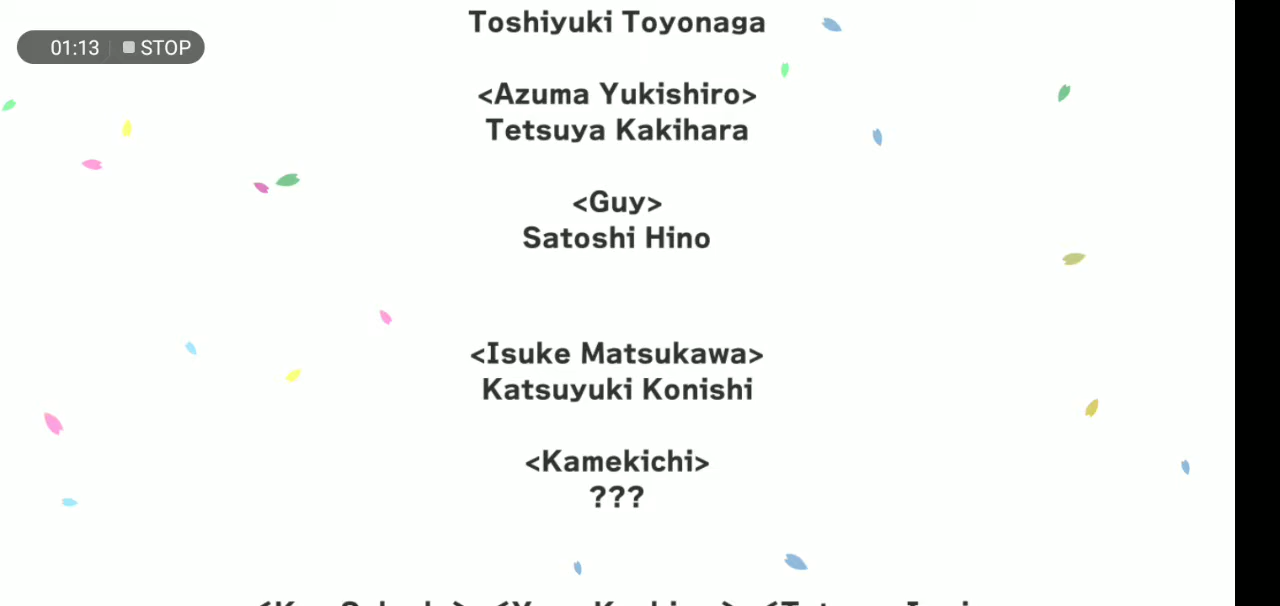 Toshiyuki Toyonaga
01:13
STOP
<Azuma Yukishiro>
Tetsuya Kakihara
<Guy>
Satoshi Hino
<Isuke Matsukawa>
Katsuyuki Konishi
<Kamekichi>
???